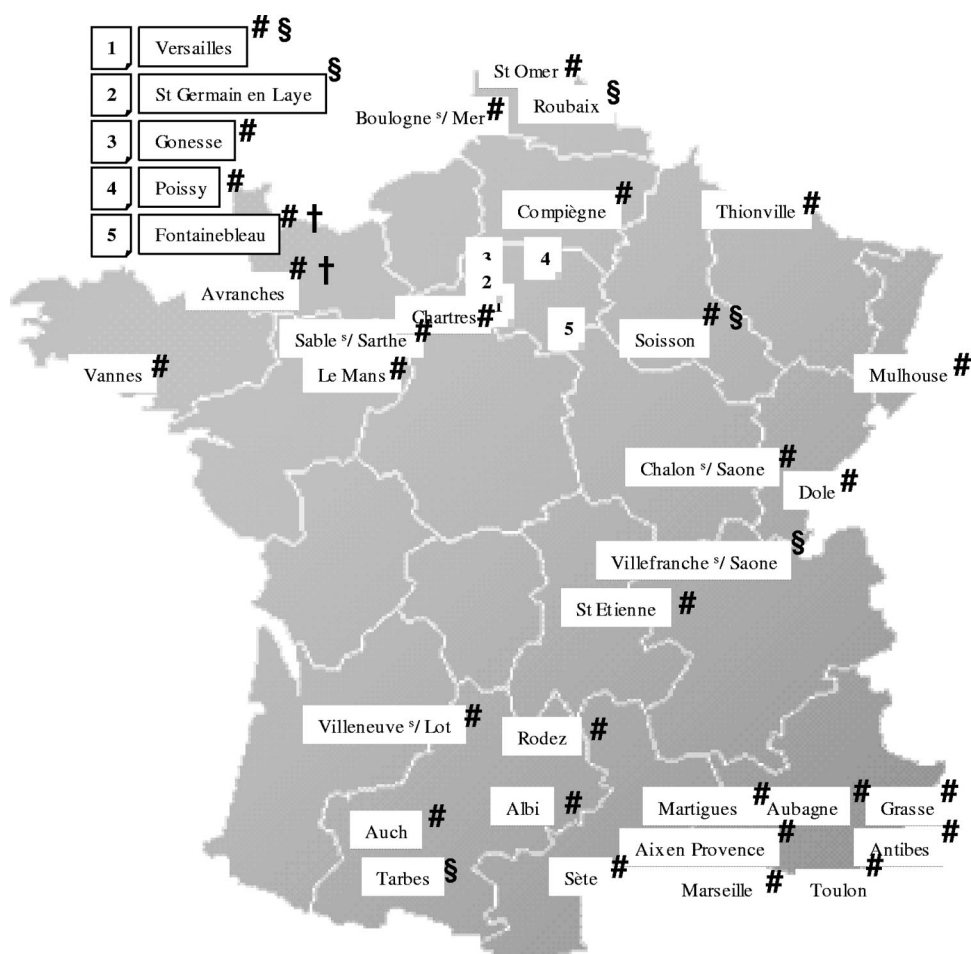 1 Versailles # §
2 St Germain en Laye §
3 Gonesse #
4 Poissy #
5 Fontainebleau # †
St Omer #
Roubaix §
Boulogne s/ Mer #
Compiègne #
Thionville #
3
4
2
Avranches # †
Chartres # 1
5
Sable s/ Sarthe #
Soisson # §
Vannes #
Le Mans #
Mulhouse #
Chalon s/ Saone #
Dole #
Villefranche s/ Saone §
St Etienne #
Villeneuve s/ Lot #
Rodez #
Auch #
Albi #
Martigues # Aubagne # Grasse #
Aix en Provence # Antibes #
Tarbes §
Sète #
Marseille # Toulon #